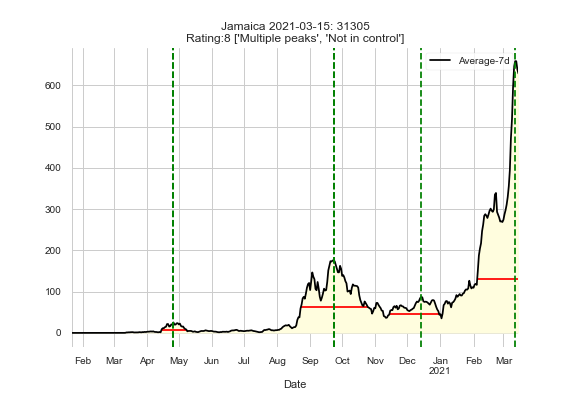 Jamaica 2021-03-15: 31305
Rating:8 ['Multiple peaks', 'Not in control']
Average-7d
600
500
400
300
200
100
0
Feb Mar Apr May Jun Jul Aug Sep Oct Nov Dec Jan Feb Mar
2021
Date